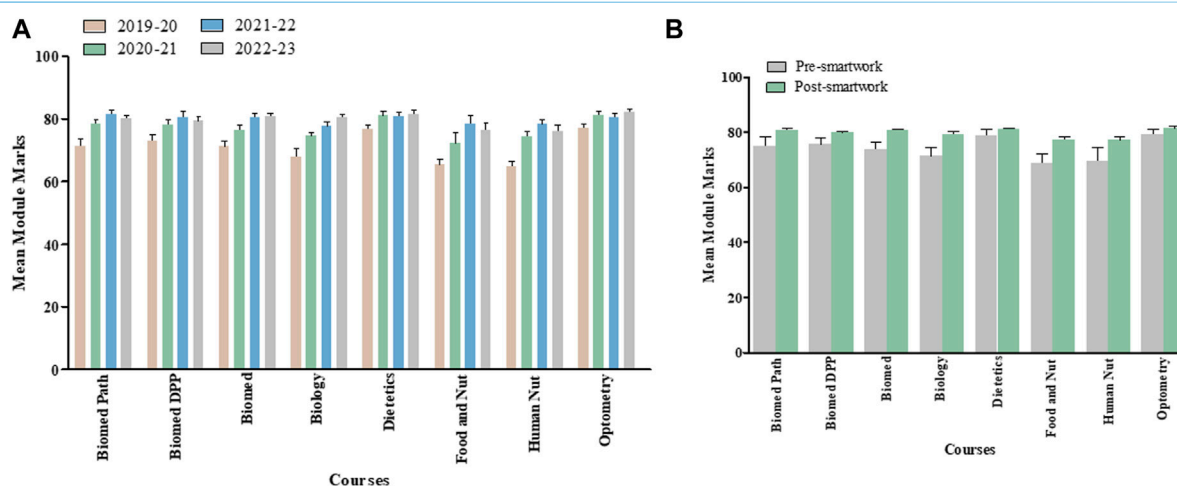 A
2019-20
2021-22
2020-21
2022-23
100
80
60
40
20
0
Mean Module Marks
Biomed Path
Biomed DPP
Biomed
Biology
Dietetics
Food and Nut
Human Nut
Optometry
Courses
B
Pre-smartwork
Post-smartwork
100
80
60
40
20
0
Mean Module Marks
Biomed Path
Biomed DPP
Biomed
Biology
Dietetics
Food and Nut
Human Nut
Optometry
Courses